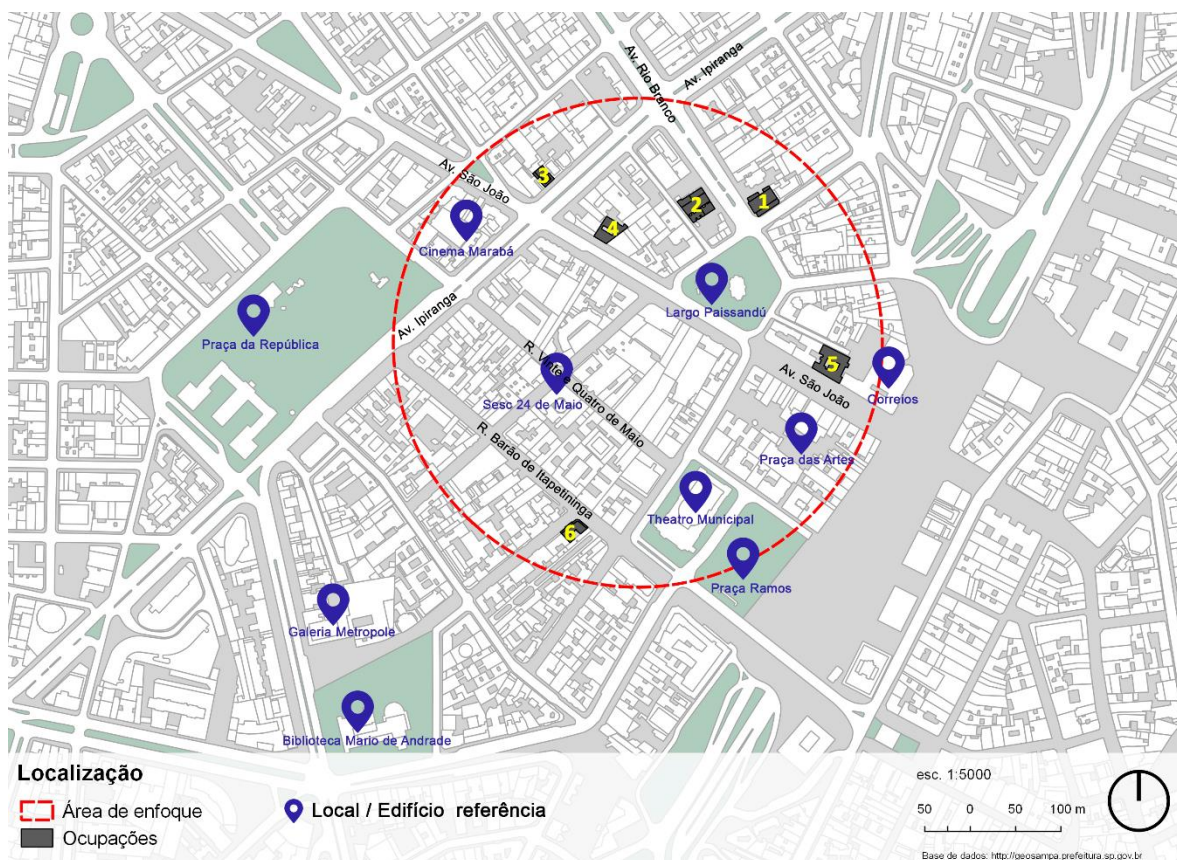 Av. Rio Branco
Av. Ipiranga
Av. São João
3
2
1
4
Cinema Marabá
Largo Paissandú
Av. Ipiranga
Praça da República
R. Vinte e Quatro de Maio
5
Av. São João
Correios
Sesc 24 de Maio
R. Barão de Itapetininga
Praça das Artes
Theatro Municipal
6
Praça Ramos
Galeria Metropole
Biblioteca Mario de Andrade
Localização
Área de enfoque
Local / Edifício referência
Ocupações
esc. 1:5000
50 0 50 100 m
Base de dados: http://geosampa.prefeitura.sp.gov.br